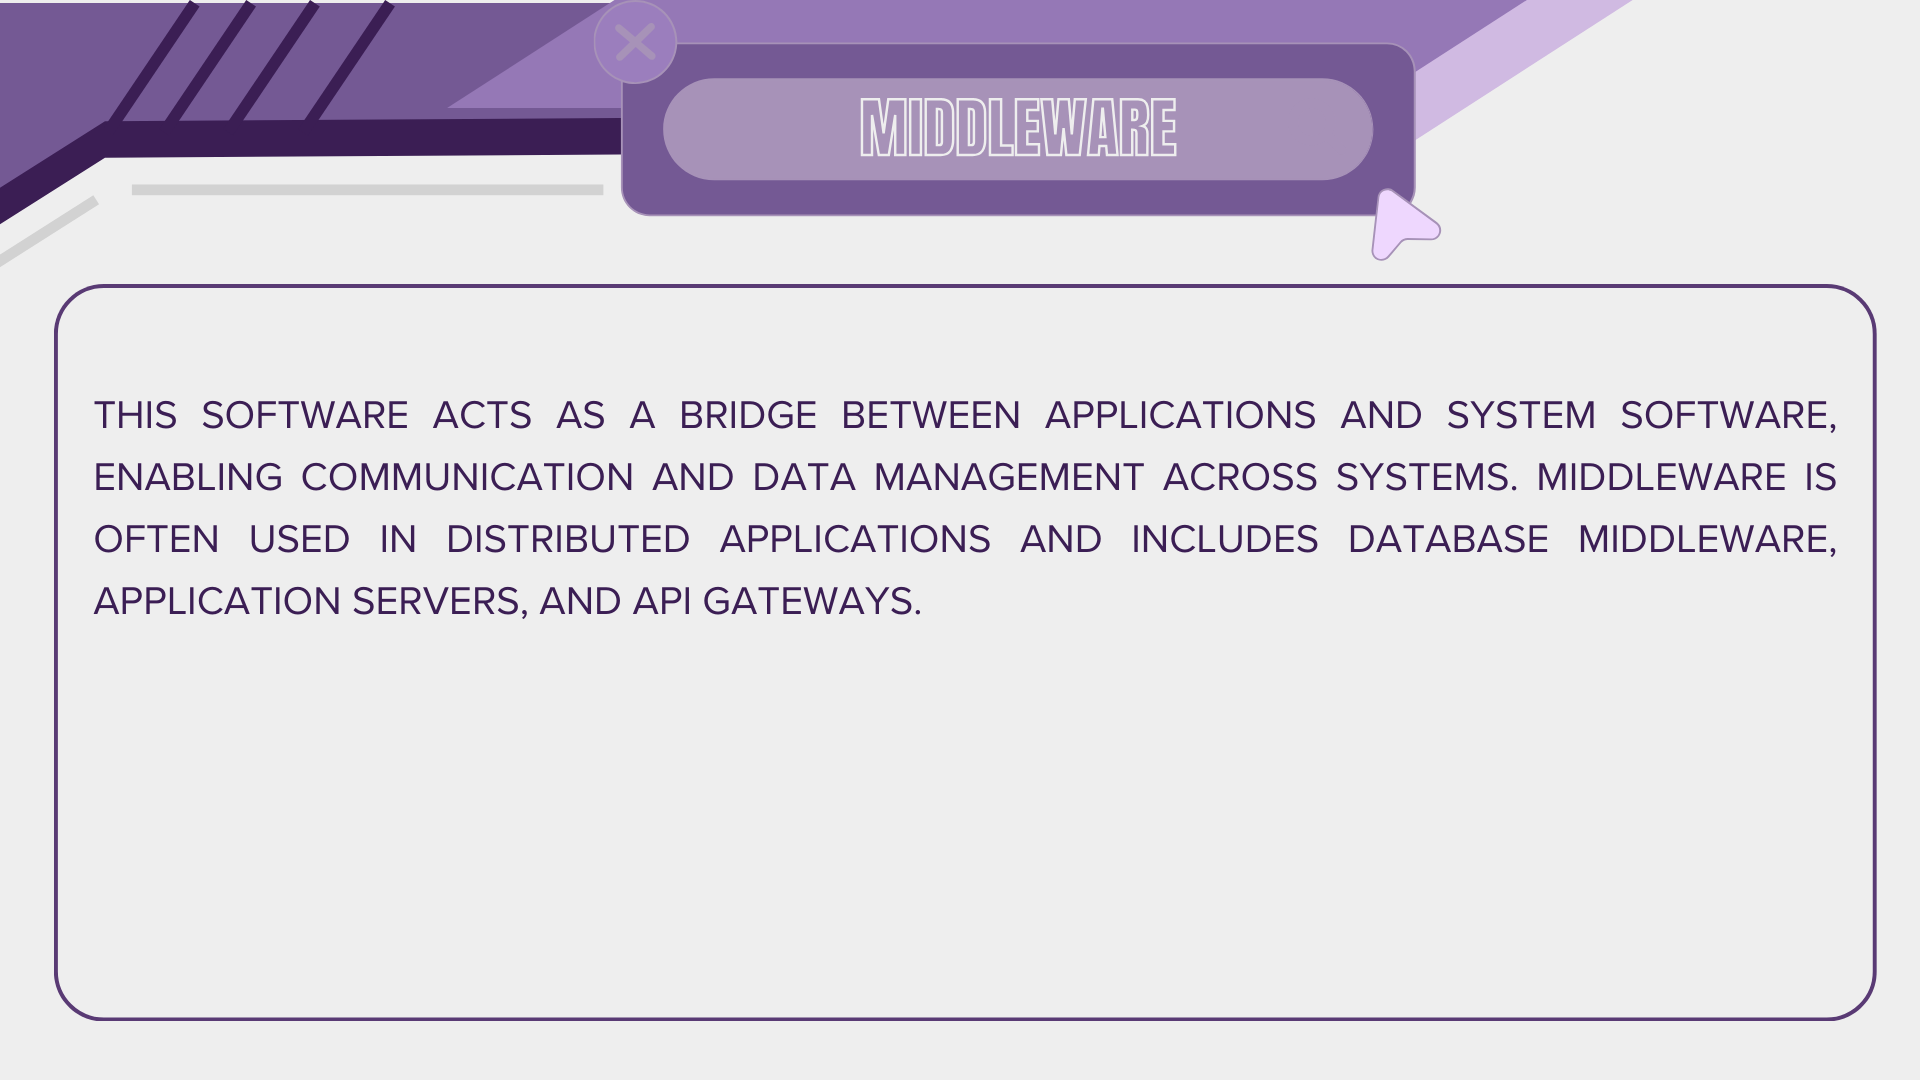 MIDDLEWARE
THIS SOFTWARE ACTS AS A BRIDGE BETWEEN APPLICATIONS AND SYSTEM SOFTWARE,
ENABLING COMMUNICATION AND DATA MANAGEMENT ACROSS SYSTEMS. MIDDLEWARE IS
OFTEN USED IN DISTRIBUTED APPLICATIONS AND INCLUDES DATABASE MIDDLEWARE,
APPLICATION SERVERS, AND API GATEWAYS.